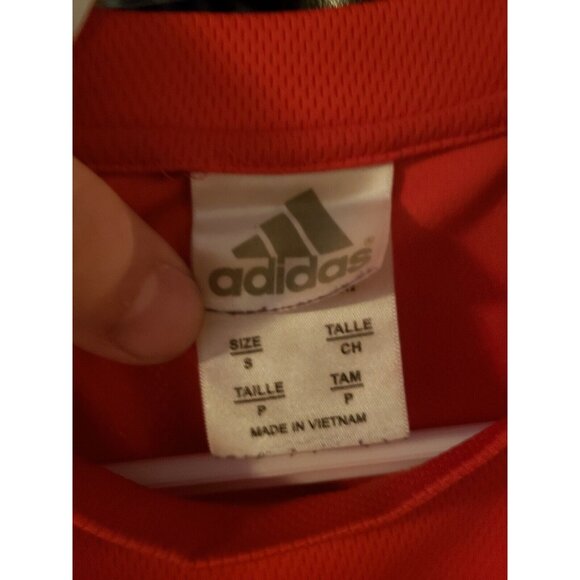 adidas
SIZE TALLE
S CH
TAILLE TAM
P P
MADE IN VIETNAM